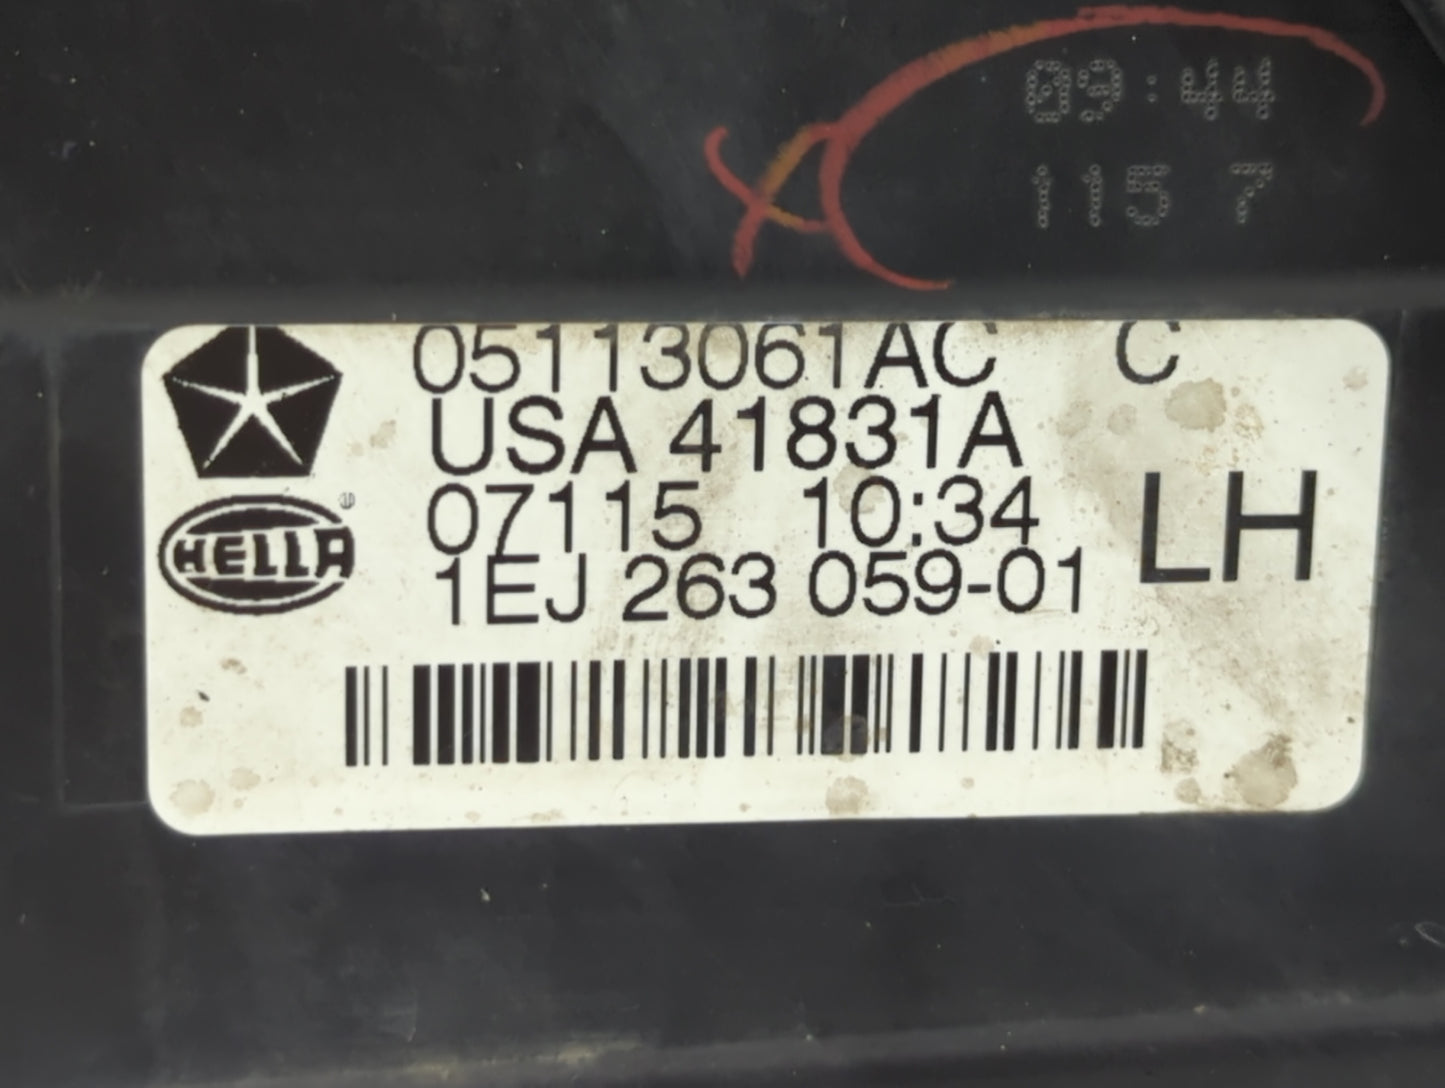 09:44
115 7
05113061AC C
USA 41831A
07115 10:34
LH
HELLA ®
1EJ 263 059-01